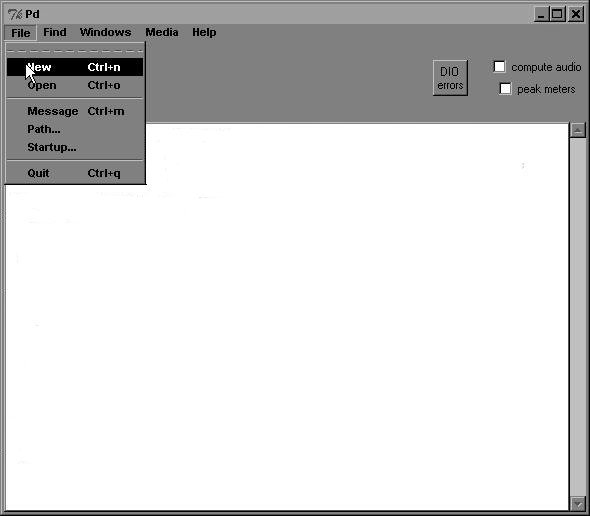 Tk Pd
File Find Windows Media Help
New Ctrl+n
Open Ctrl+o
Message Ctrl+m
Path...
Startup...
Quit Ctrl+q
DIO
errors
compute audio
peak meters